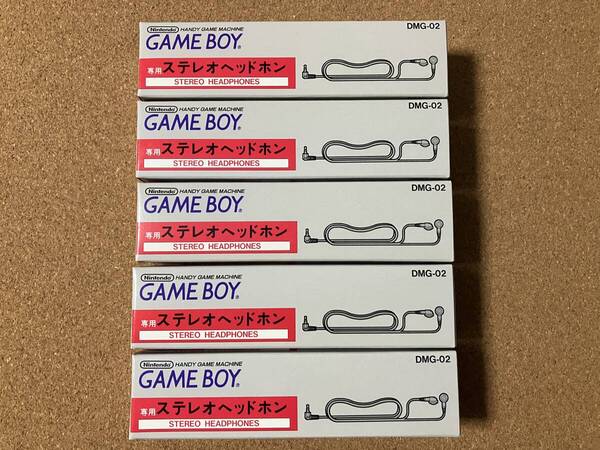 Nintendo HANDY GAME MACHINE DMG-02
GAME BOY®
専用 ステレオヘッドホン
STEREO HEADPHONES
Nintendo HANDY GAME MACHINE DMG-02
GAME BOY®
専用 ステレオヘッドホン
STEREO HEADPHONES
Nintendo HANDY GAME MACHINE DMG-02
GAME BOY®
専用 ステレオヘッドホン
STEREO HEADPHONES
Nintendo HANDY GAME MACHINE DMG-02
GAME BOY®
専用 ステレオヘッドホン
STEREO HEADPHONES
Nintendo HANDY GAME MACHINE DMG-02
GAME BOY®
専用 ステレオヘッドホン
STEREO HEADPHONES